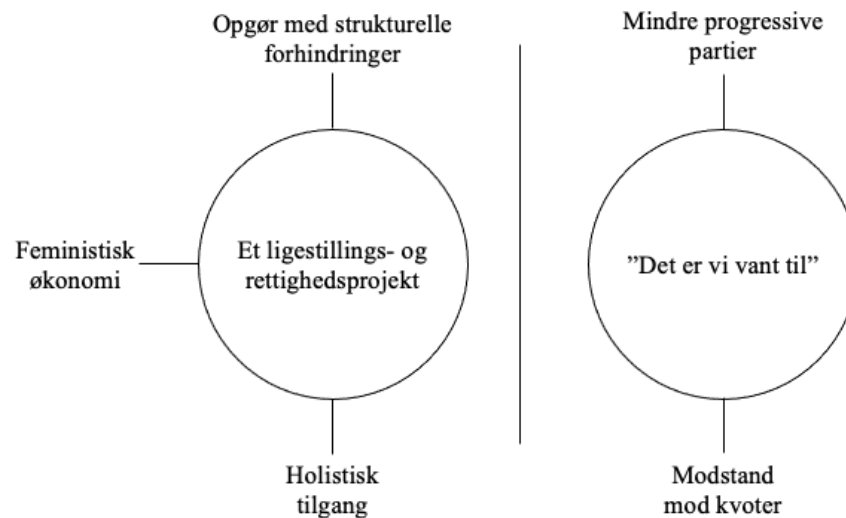 Opgør med strukturelle
forhindringer
Feministisk
økonomi
Et ligestillings- og
rettighedsprojekt
Holistisk
tilgang
Mindre progressive
partier
”Det er vi vant til”
Modstand
mod kvoter